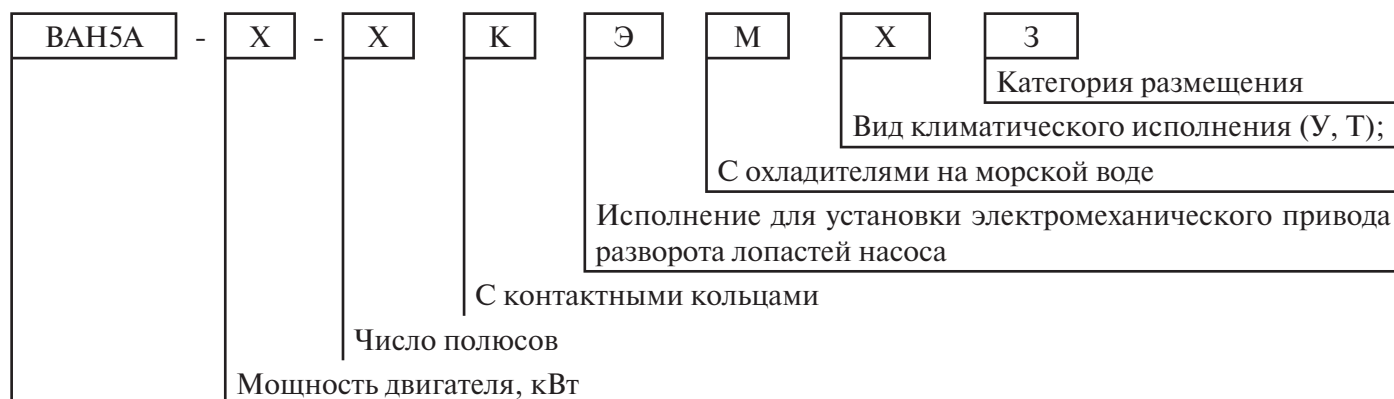 ВАН5А - Х - Х К Э М Х 3
Категория размещения
Вид климатического исполнения (У, Т);
С охладителями на морской воде
Исполнение для установки электромеханического привода
разворота лопастей насоса
С контактными кольцами
Число полюсов
Мощность двигателя, кВт